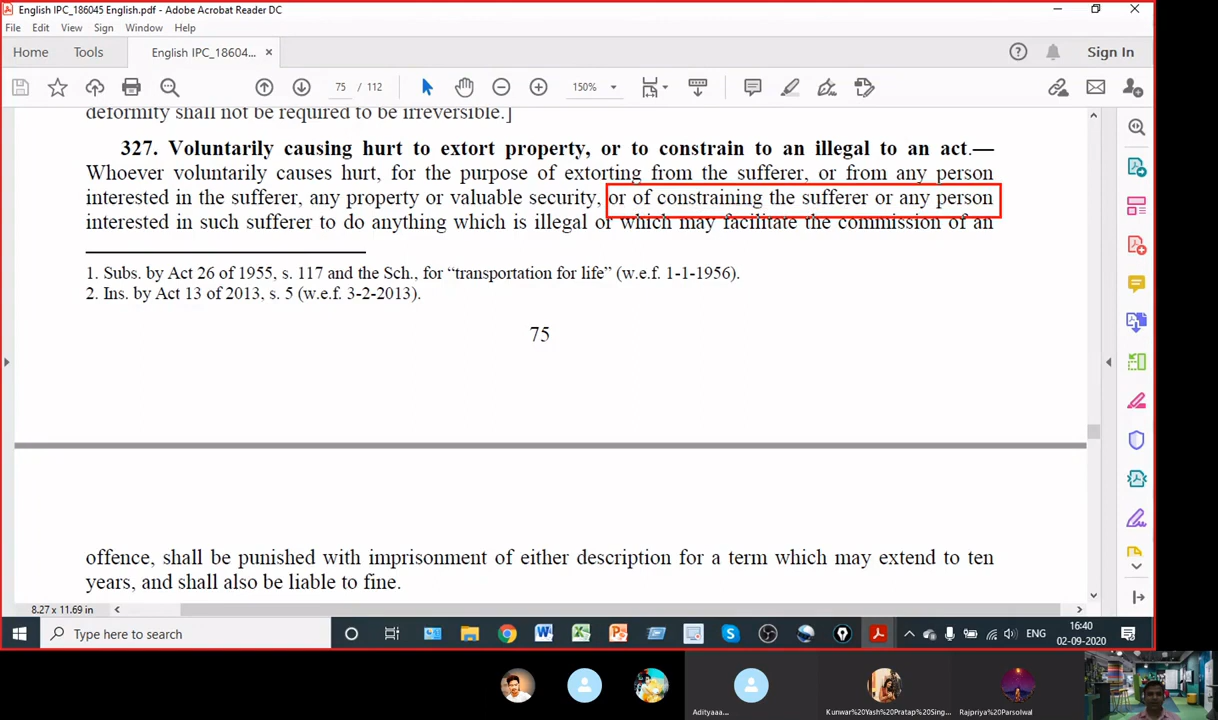 English IPC_186045 English.pdf - Adobe Acrobat Reader DC
File Edit View Sign Window Help
Home Tools English IPC_18604... × Sign In
75 / 112 150%
deformity shall not be required to be irreversible.]
327. Voluntarily causing hurt to extort property, or to constrain to an illegal to an act.—
Whoever voluntarily causes hurt, for the purpose of extorting from the sufferer, or from any person
interested in the sufferer, any property or valuable security, or of constraining the sufferer or any person
interested in such sufferer to do anything which is illegal or which may facilitate the commission of an
1. Subs. by Act 26 of 1955, s. 117 and the Sch., for “transportation for life” (w.e.f. 1-1-1956).
2. Ins. by Act 13 of 2013, s. 5 (w.e.f. 3-2-2013).
75
offence, shall be punished with imprisonment of either description for a term which may extend to ten
years, and shall also be liable to fine.
8.27 x 11.69 in
Type here to search
ENG
16:40
02-09-2020
Adityaaa...
Kunwar%20Yash%20Pratap%20Sing...
Rajpriya%20Parsolwal